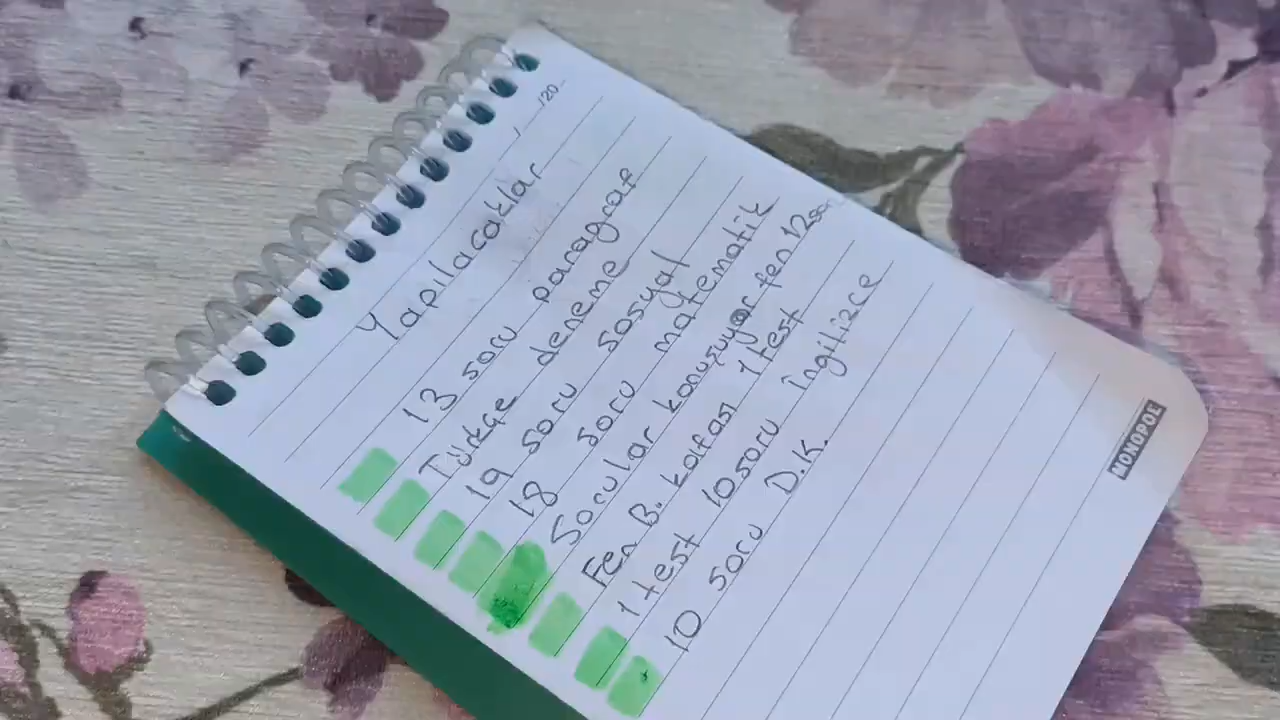 /20
Yapılacaklar
13 soru paragraf
Türkçe deneme
19 soru sosyal
18 soru matematik
Sorular konuşuyor fen 12 soru
Fen B. kafası 1 test
1 test 10 soru İngilizce
10 soru D.K.
MONOPOL